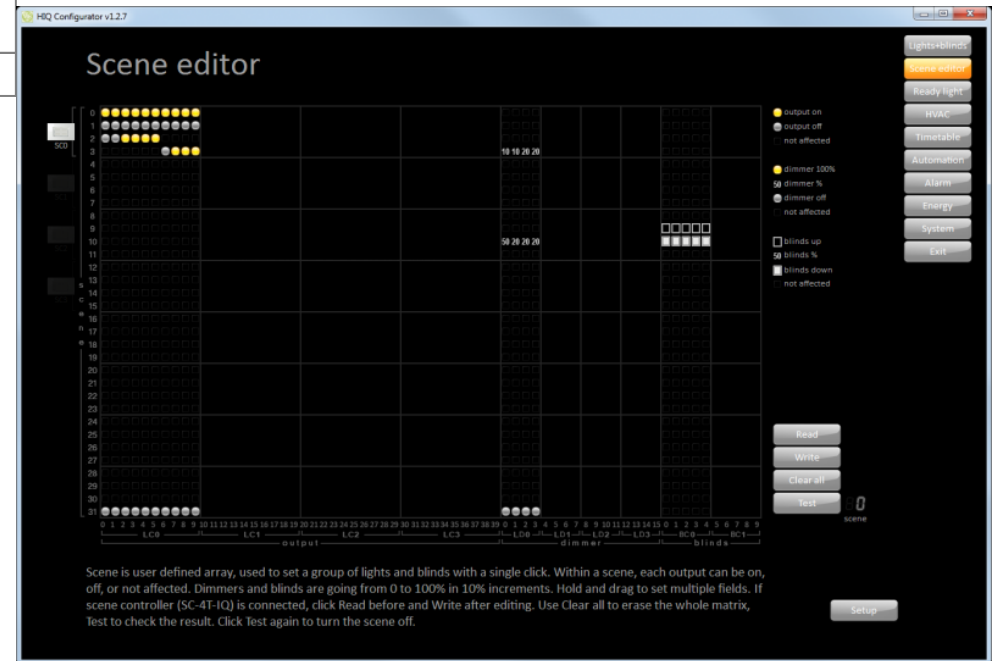 HIQ Configurator v1.2.7
Scene editor
Lights+blinds
Scene editor
Ready light
HVAC
Timetable
Automation
Alarm
Energy
System
Exit
SC0
scene
0
1
2
3
4
5
6
7
8
9
10
11
12
13
14
15
16
17
18
19
20
21
22
23
24
25
26
27
28
29
30
31
10 10 20 20
50 20 20 20
output on
output off
not affected
dimmer 100%
50 dimmer %
dimmer off
not affected
blinds up
50 blinds %
blinds down
not affected
Read
Write
Clear all
Test
0
scene
0 1 2 3 4 5 6 7 8 9 10 11 12 13 14 15 16 17 18 19 20 21 22 23 24 25 26 27 28 29 30 31 32 33 34 35 36 37 38 39 0 1 2 3 4 5 6 7 8 9 10 11 12 13 14 15 0 1 2 3 4 5 6 7 8 9
LC0 LC1 LC2 LC3 LD0 LD1 LD2 LD3 BC0 BC1
output dimmer blinds
Scene is user defined array, used to set a group of lights and blinds with a single click. Within a scene, each output can be on,
off, or not affected. Dimmers and blinds are going from 0 to 100% in 10% increments. Hold and drag to set multiple fields. If
scene controller (SC-4T-IQ) is connected, click Read before and Write after editing. Use Clear all to erase the whole matrix,
Test to check the result. Click Test again to turn the scene off.
Setup